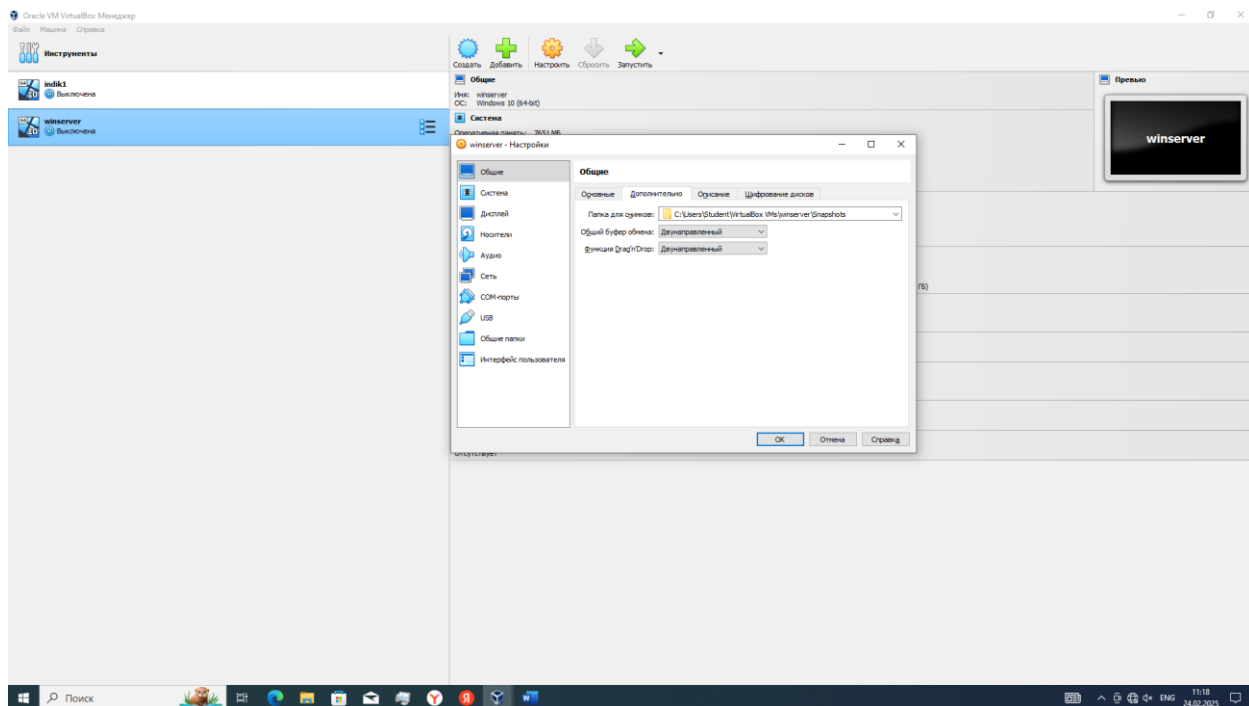 Oracle VM VirtualBox Менеджер
Файл Машина Справка
Инструменты
Создать Добавить Настроить Сбросить Запустить
indik1
Выключена
winserver
Выключена
Общие
Имя: winserver
ОС: Windows 10 (64-bit)
Система
Оперативная память: 7651 МБ
Превью
winserver
winserver - Настройки
Общие
Система
Дисплей
Носители
Аудио
Сеть
COM-порты
USB
Общие папки
Интерфейс пользователя
Общие
Основные Дополнительно Описание Шифрование дисков
Папка для снимков: C:\Users\Student\VirtualBox VMs\winserver\Snapshots
Общий буфер обмена: Двунаправленный
Функция Drag'n'Drop: Двунаправленный
OK Отмена Справка
ГБ)
Отсутствует
Поиск
ENG
11:18
24.02.2025